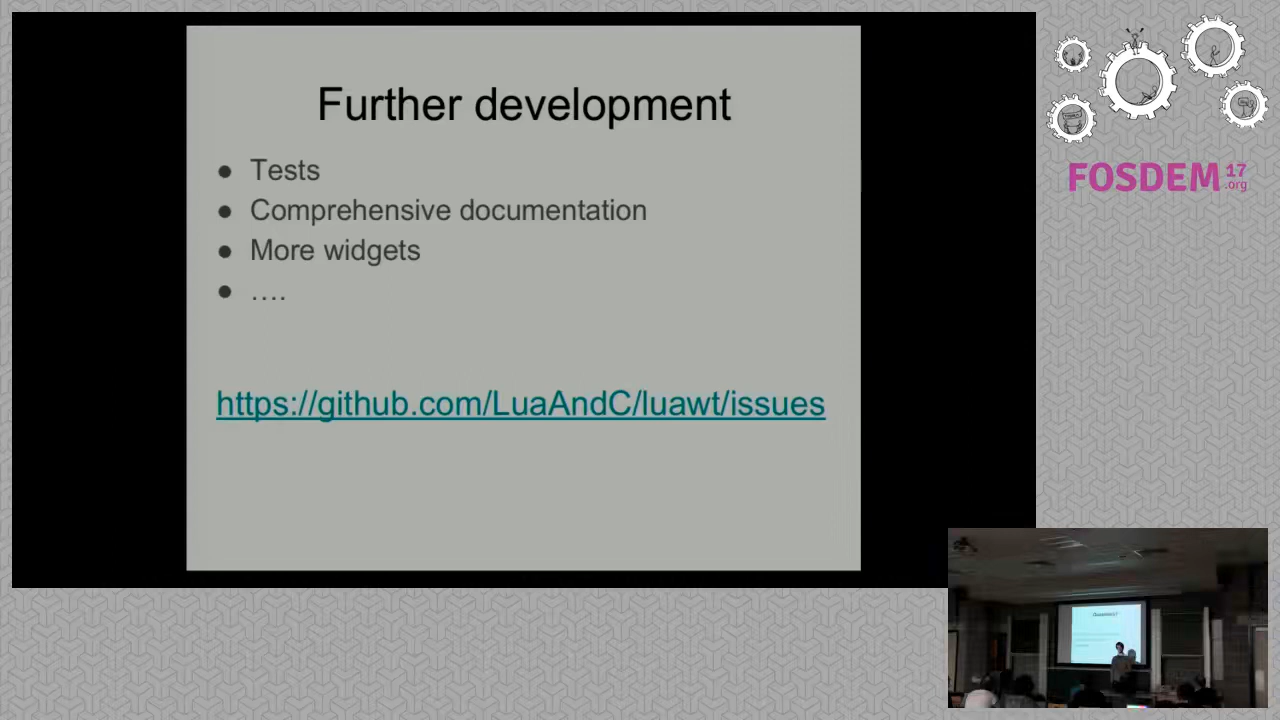 Further development
● Tests
● Comprehensive documentation
● More widgets
● ....
https://github.com/LuaAndC/luawt/issues
FOSDEM 17
.org